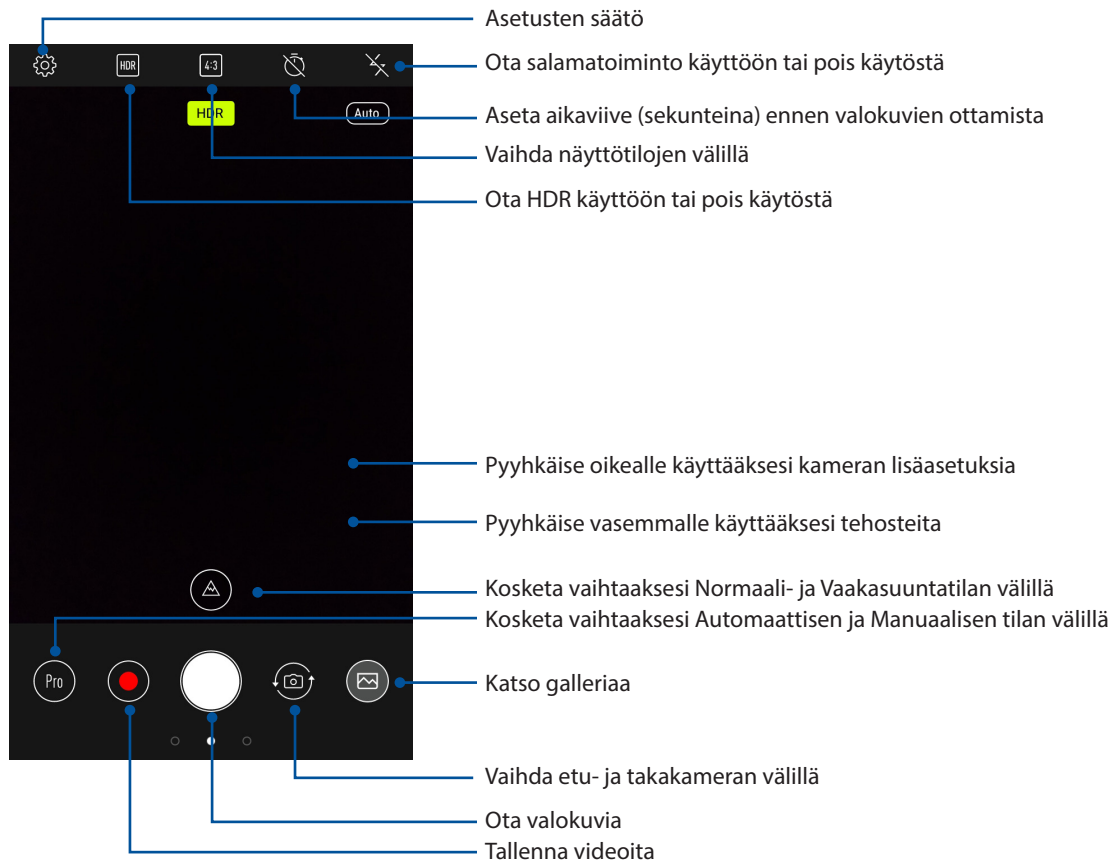 Asetusten säätö
HDR
4:3
Ota salamatoiminto käyttöön tai pois käytöstä
HDR
Auto
Aseta aikaviive (sekunteina) ennen valokuvien ottamista
Vaihda näyttötilojen välillä
Ota HDR käyttöön tai pois käytöstä
Pyyhkäise oikealle käyttääksesi kameran lisäasetuksia
Pyyhkäise vasemmalle käyttääksesi tehosteita
Kosketa vaihtaaksesi Normaali- ja Vaakasuuntatilan välillä
Kosketa vaihtaaksesi Automaattisen ja Manuaalisen tilan välillä
Pro
Katso galleriaa
Vaihda etu- ja takakameran välillä
Ota valokuvia
Tallenna videoita